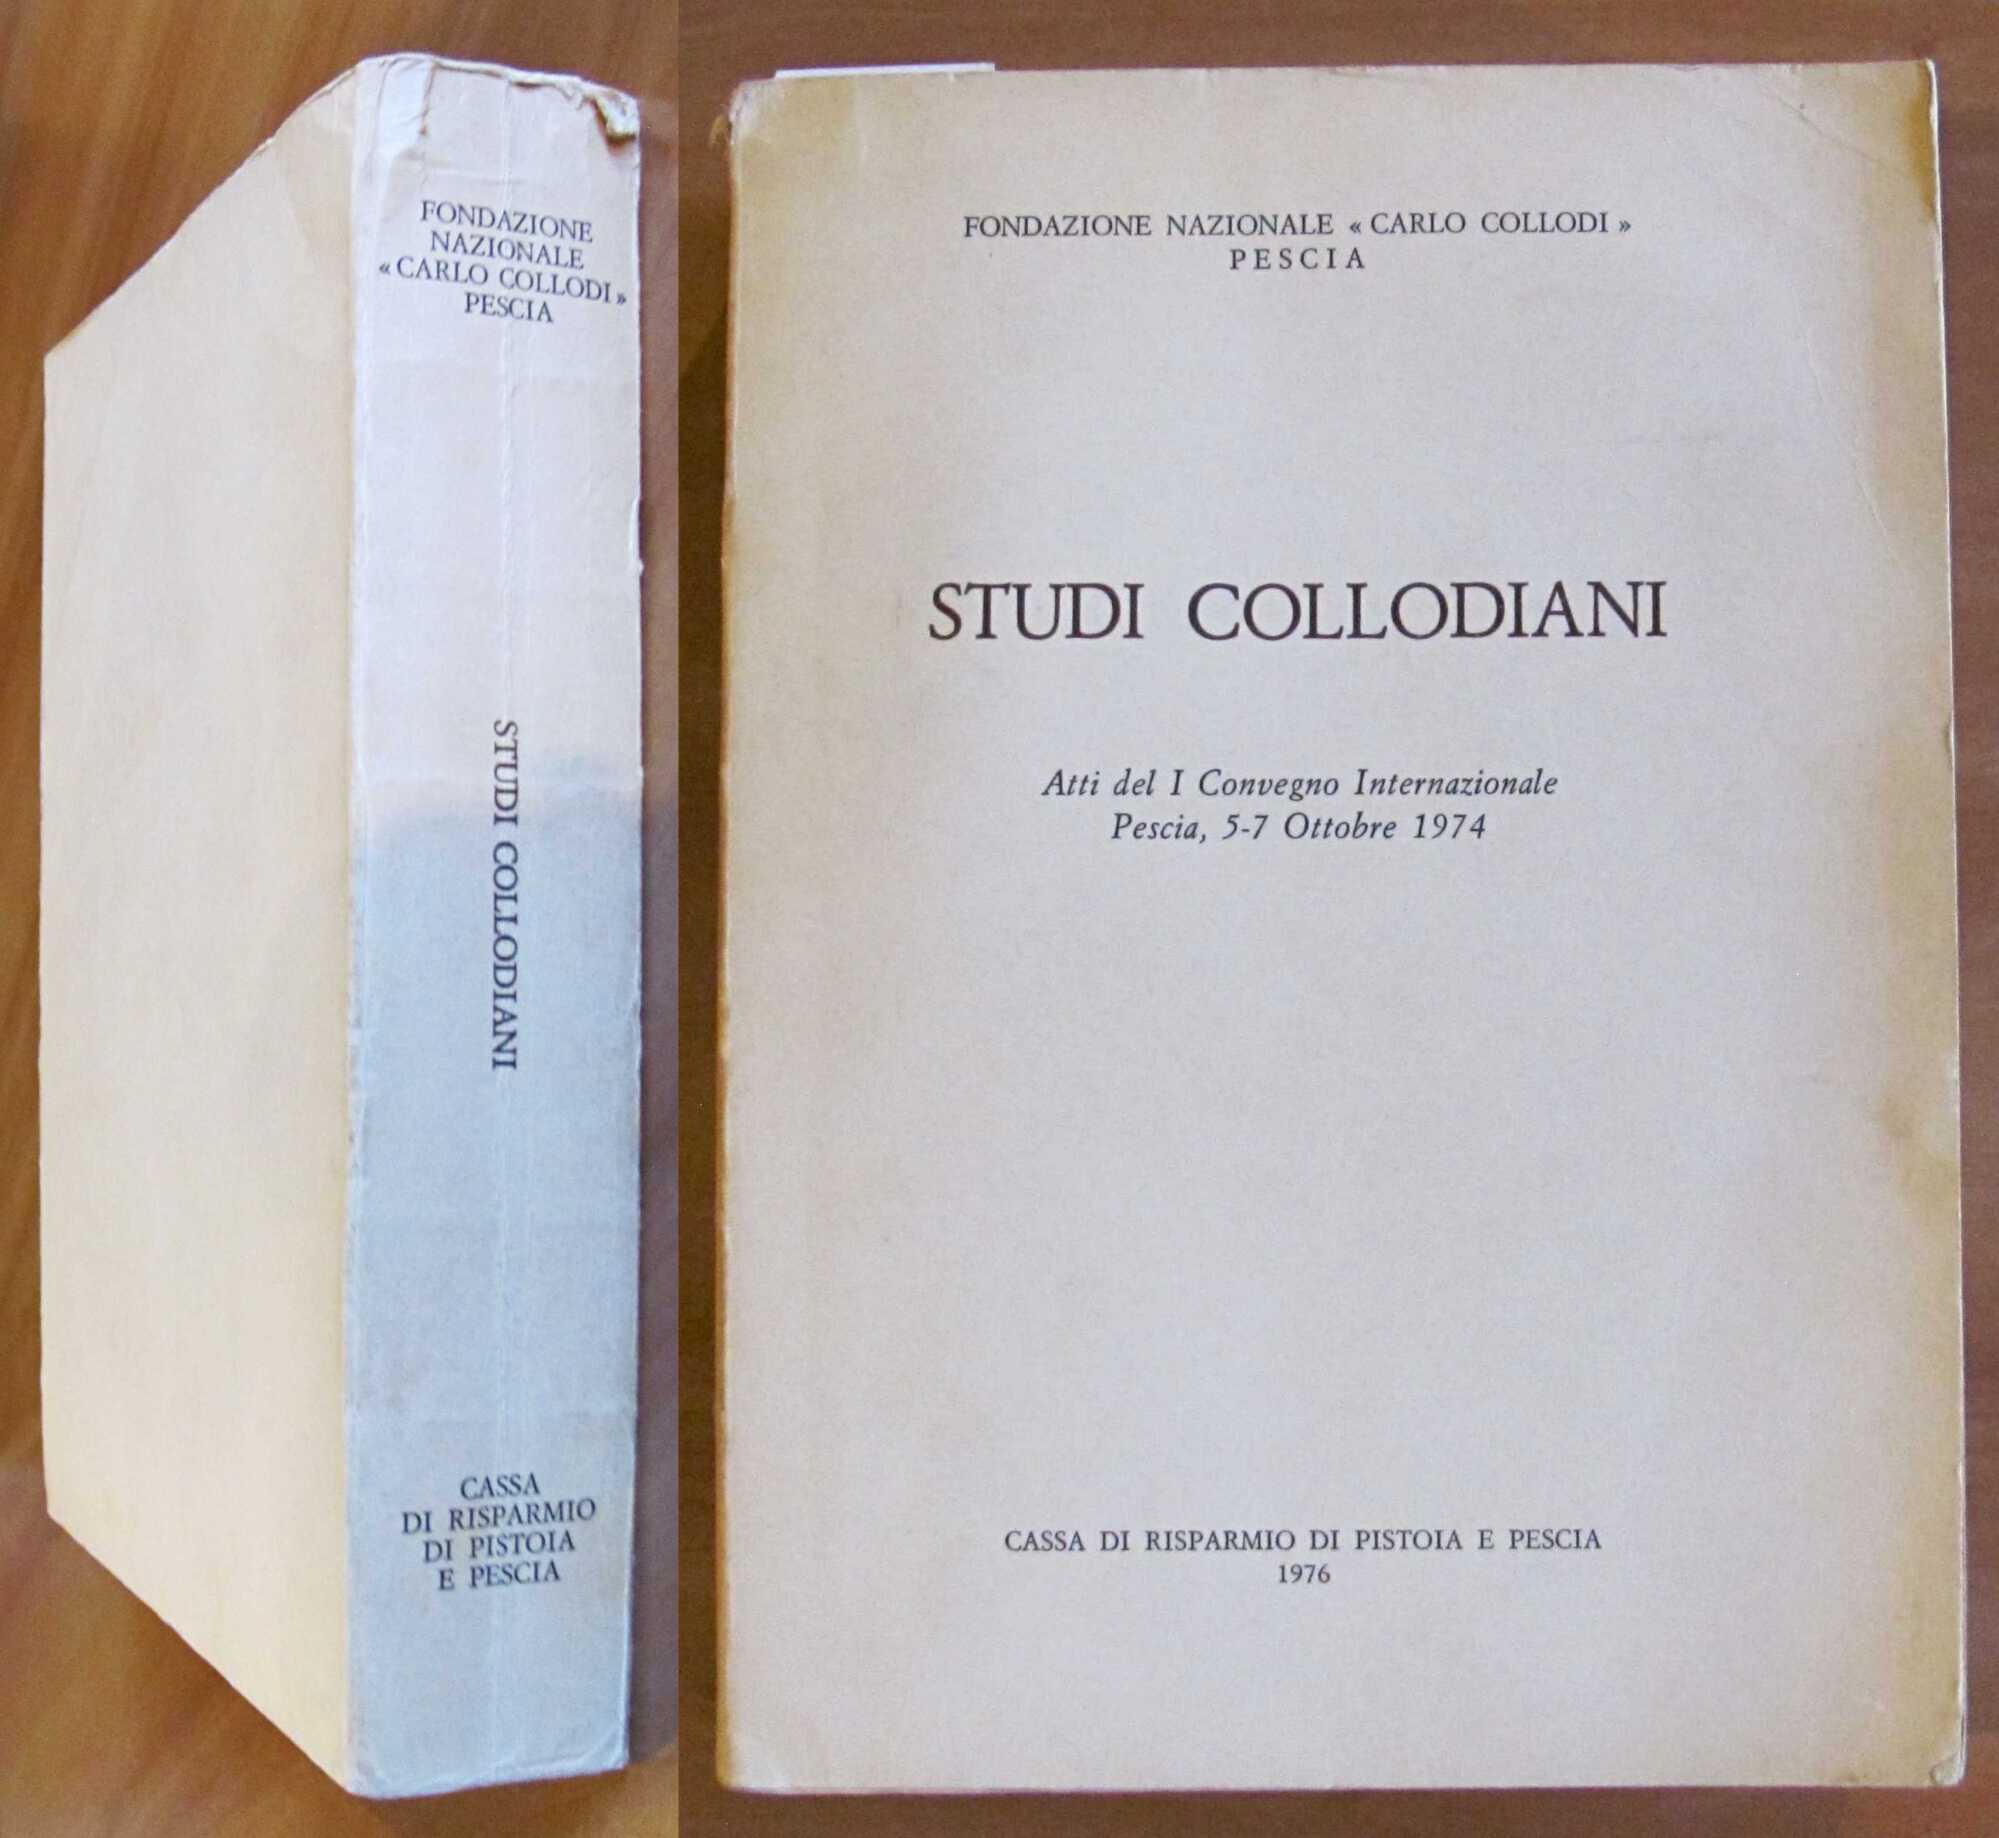 FONDAZIONE
NAZIONALE
« CARLO COLLODI »
PESCIA
STUDI COLLODIANI
CASSA
DI RISPARMIO
DI PISTOIA
E PESCIA
FONDAZIONE NAZIONALE « CARLO COLLODI »
PESCIA
STUDI COLLODIANI
Atti del I Convegno Internazionale
Pescia, 5-7 Ottobre 1974
CASSA DI RISPARMIO DI PISTOIA E PESCIA
1976